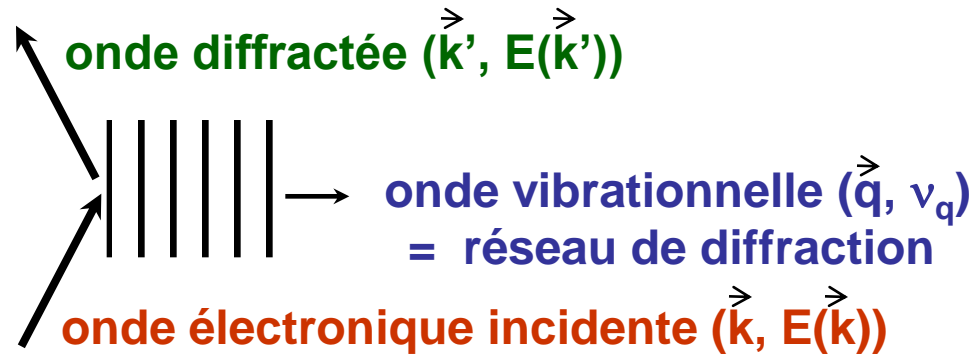 onde diffractée (k⃗’, E(k⃗’))
onde vibrationnelle (q⃗, νq)
= réseau de diffraction
onde électronique incidente (k⃗, E(k⃗))